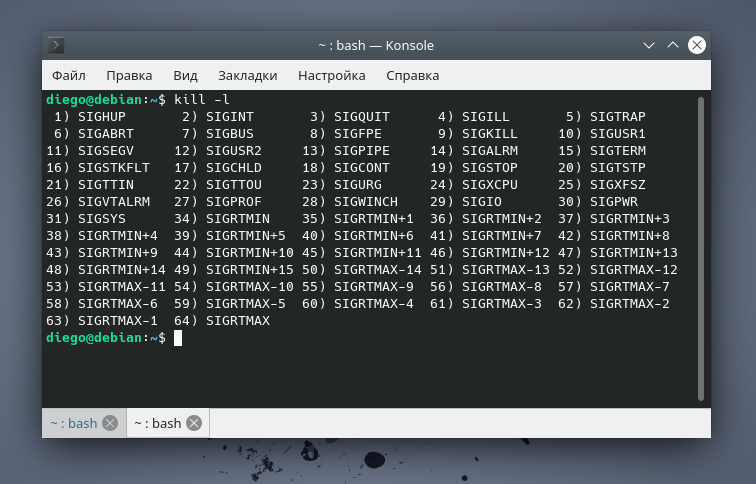 ~ : bash — Konsole
Файл Правка Вид Закладки Настройка Справка
diego@debian:~$ kill -l
1) SIGHUP 2) SIGINT 3) SIGQUIT 4) SIGILL 5) SIGTRAP
6) SIGABRT 7) SIGBUS 8) SIGFPE 9) SIGKILL 10) SIGUSR1
11) SIGSEGV 12) SIGUSR2 13) SIGPIPE 14) SIGALRM 15) SIGTERM
16) SIGSTKFLT 17) SIGCHLD 18) SIGCONT 19) SIGSTOP 20) SIGTSTP
21) SIGTTIN 22) SIGTTOU 23) SIGURG 24) SIGXCPU 25) SIGXFSZ
26) SIGVTALRM 27) SIGPROF 28) SIGWINCH 29) SIGIO 30) SIGPWR
31) SIGSYS 34) SIGRTMIN 35) SIGRTMIN+1 36) SIGRTMIN+2 37) SIGRTMIN+3
38) SIGRTMIN+4 39) SIGRTMIN+5 40) SIGRTMIN+6 41) SIGRTMIN+7 42) SIGRTMIN+8
43) SIGRTMIN+9 44) SIGRTMIN+10 45) SIGRTMIN+11 46) SIGRTMIN+12 47) SIGRTMIN+13
48) SIGRTMIN+14 49) SIGRTMIN+15 50) SIGRTMAX-14 51) SIGRTMAX-13 52) SIGRTMAX-12
53) SIGRTMAX-11 54) SIGRTMAX-10 55) SIGRTMAX-9 56) SIGRTMAX-8 57) SIGRTMAX-7
58) SIGRTMAX-6 59) SIGRTMAX-5 60) SIGRTMAX-4 61) SIGRTMAX-3 62) SIGRTMAX-2
63) SIGRTMAX-1 64) SIGRTMAX
diego@debian:~$
~ : bash ~ : bash